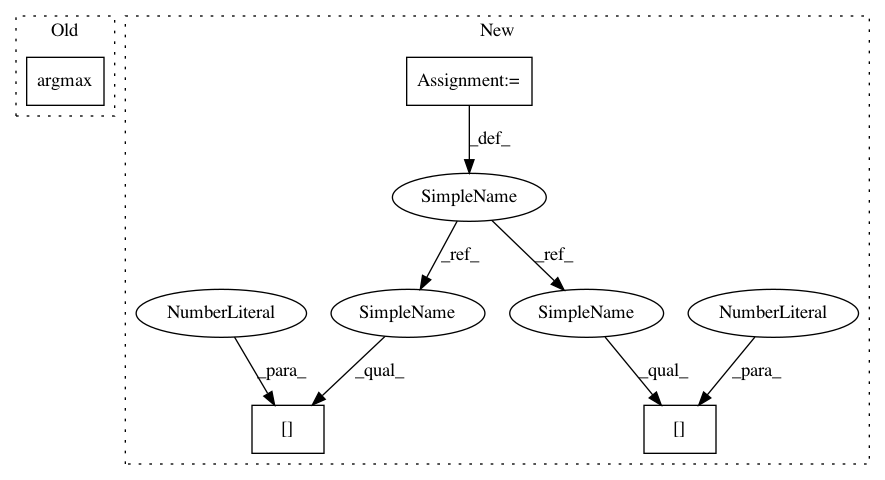 Old
New
argmax
Assignment:=
_def_
SimpleName
_ref_
_ref_
NumberLiteral
SimpleName
SimpleName
NumberLiteral
_para_
_qual_
_qual_
_para_
[]
[]